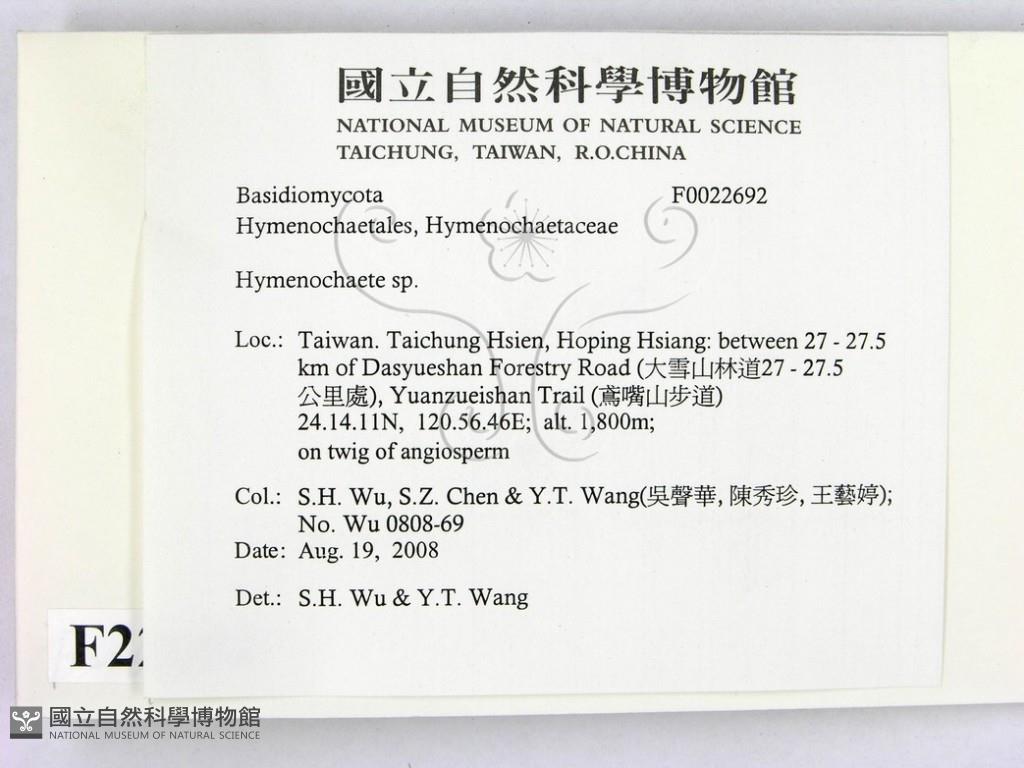 國立自然科學博物館
NATIONAL MUSEUM OF NATURAL SCIENCE
TAICHUNG, TAIWAN, R.O.CHINA
Basidiomycota F0022692
Hymenochaetales, Hymenochaetaceae
Hymenochaete sp.
Loc.: Taiwan. Taichung Hsien, Hoping Hsiang: between 27 - 27.5
km of Dasyueshan Forestry Road (大雪山林道27 - 27.5
公里處), Yuanzueishan Trail (鳶嘴山步道)
24.14.11N, 120.56.46E; alt. 1,800m;
on twig of angiosperm
Col.: S.H. Wu, S.Z. Chen & Y.T. Wang(吳聲華, 陳秀珍, 王藝婷);
No. Wu 0808-69
Date: Aug. 19, 2008
Det.: S.H. Wu & Y.T. Wang
F22
國立自然科學博物館
NATIONAL MUSEUM OF NATURAL SCIENCE